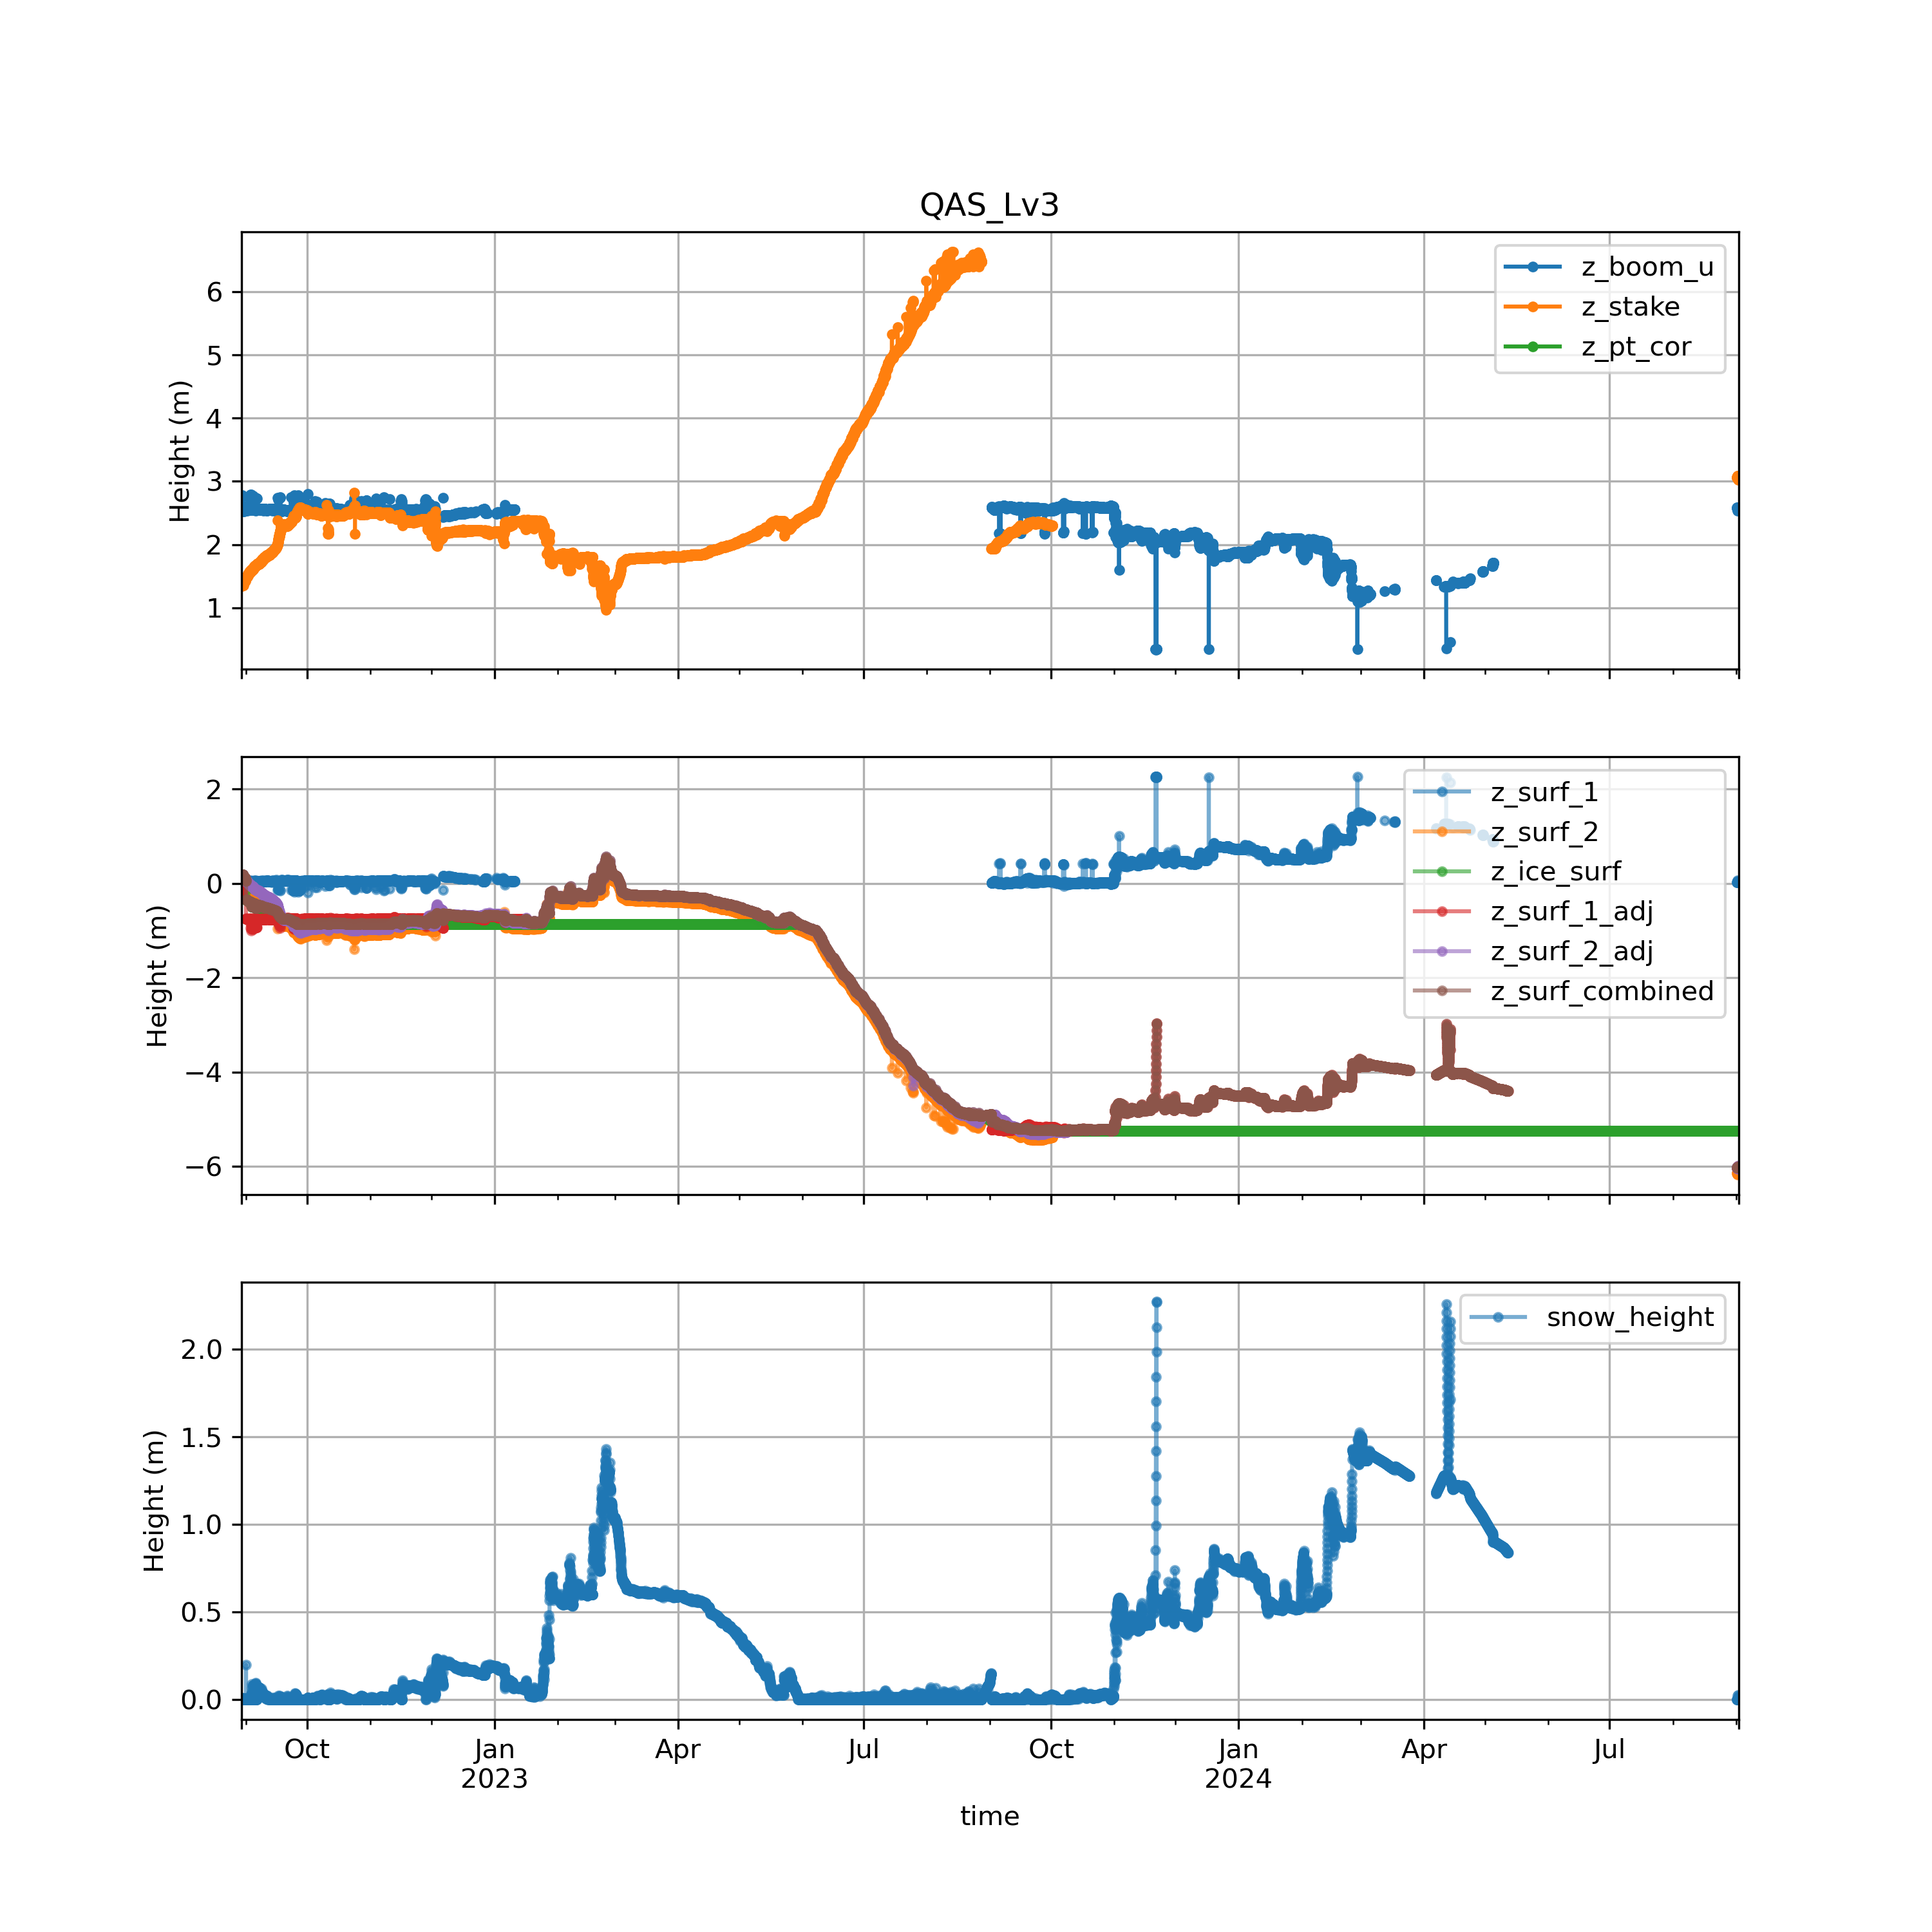 QAS_Lv3
Height (m)
6
5
4
3
2
1
z_boom_u
z_stake
z_pt_cor
Height (m)
2
0
−2
−4
−6
z_surf_1
z_surf_2
z_ice_surf
z_surf_1_adj
z_surf_2_adj
z_surf_combined
Height (m)
2.0
1.5
1.0
0.5
0.0
snow_height
Oct Jan Apr Jul Oct Jan Apr Jul
2023 2024
time